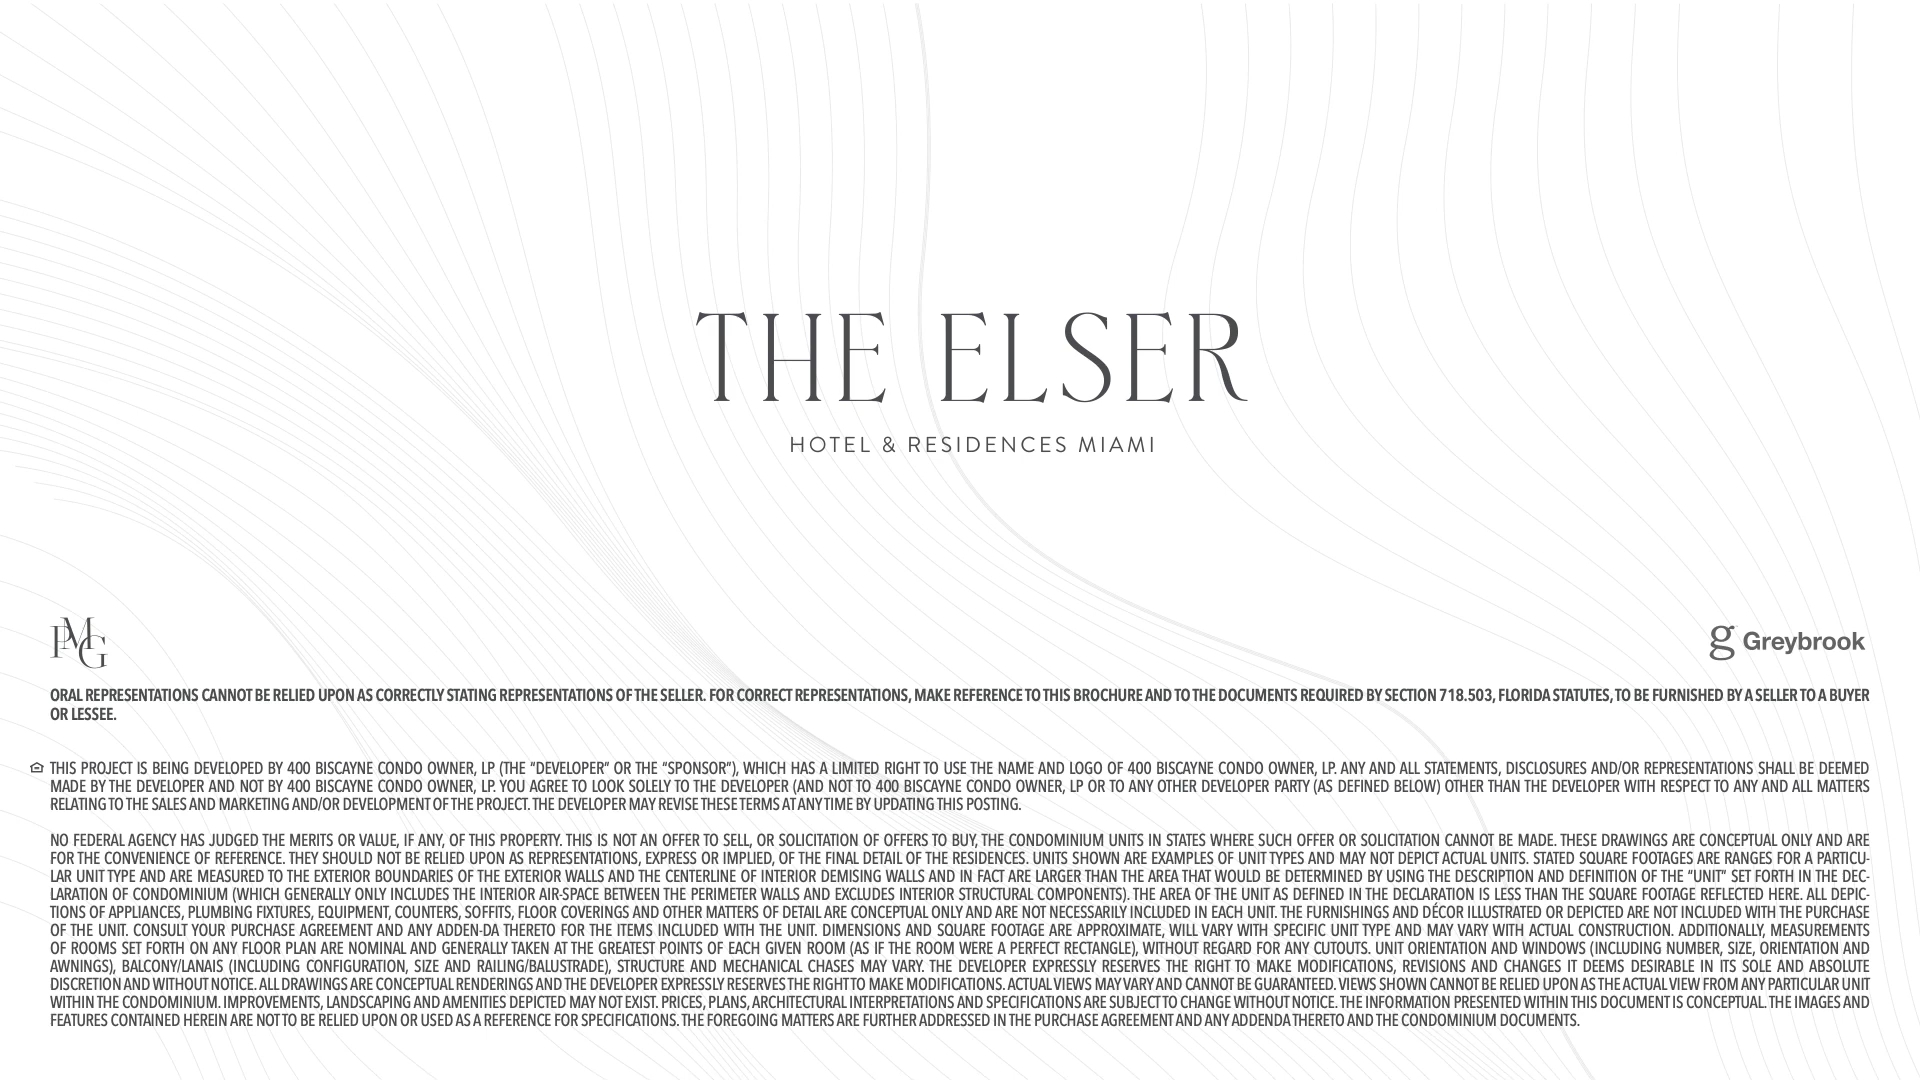 THE ELSER
HOTEL & RESIDENCES MIAMI
PMG
g Greybrook
ORAL REPRESENTATIONS CANNOT BE RELIED UPON AS CORRECTLY STATING REPRESENTATIONS OF THE SELLER. FOR CORRECT REPRESENTATIONS, MAKE REFERENCE TO THIS BROCHURE AND TO THE DOCUMENTS REQUIRED BY SECTION 718.503, FLORIDA STATUTES, TO BE FURNISHED BY A SELLER TO A BUYER
OR LESSEE.
THIS PROJECT IS BEING DEVELOPED BY 400 BISCAYNE CONDO OWNER, LP (THE “DEVELOPER” OR THE “SPONSOR”), WHICH HAS A LIMITED RIGHT TO USE THE NAME AND LOGO OF 400 BISCAYNE CONDO OWNER, LP. ANY AND ALL STATEMENTS, DISCLOSURES AND/OR REPRESENTATIONS SHALL BE DEEMED
MADE BY THE DEVELOPER AND NOT BY 400 BISCAYNE CONDO OWNER, LP. YOU AGREE TO LOOK SOLELY TO THE DEVELOPER (AND NOT TO 400 BISCAYNE CONDO OWNER, LP OR TO ANY OTHER DEVELOPER PARTY (AS DEFINED BELOW) OTHER THAN THE DEVELOPER WITH RESPECT TO ANY AND ALL MATTERS
RELATING TO THE SALES AND MARKETING AND/OR DEVELOPMENT OF THE PROJECT. THE DEVELOPER MAY REVISE THESE TERMS AT ANY TIME BY UPDATING THIS POSTING.
NO FEDERAL AGENCY HAS JUDGED THE MERITS OR VALUE, IF ANY, OF THIS PROPERTY. THIS IS NOT AN OFFER TO SELL, OR SOLICITATION OF OFFERS TO BUY, THE CONDOMINIUM UNITS IN STATES WHERE SUCH OFFER OR SOLICITATION CANNOT BE MADE. THESE DRAWINGS ARE CONCEPTUAL ONLY AND ARE
FOR THE CONVENIENCE OF REFERENCE. THEY SHOULD NOT BE RELIED UPON AS REPRESENTATIONS, EXPRESS OR IMPLIED, OF THE FINAL DETAIL OF THE RESIDENCES. UNITS SHOWN ARE EXAMPLES OF UNIT TYPES AND MAY NOT DEPICT ACTUAL UNITS. STATED SQUARE FOOTAGES ARE RANGES FOR A PARTICU-
LAR UNIT TYPE AND ARE MEASURED TO THE EXTERIOR BOUNDARIES OF THE EXTERIOR WALLS AND THE CENTERLINE OF INTERIOR DEMISING WALLS AND IN FACT ARE LARGER THAN THE AREA THAT WOULD BE DETERMINED BY USING THE DESCRIPTION AND DEFINITION OF THE “UNIT” SET FORTH IN THE DEC-
LARATION OF CONDOMINIUM (WHICH GENERALLY ONLY INCLUDES THE INTERIOR AIR-SPACE BETWEEN THE PERIMETER WALLS AND EXCLUDES INTERIOR STRUCTURAL COMPONENTS). THE AREA OF THE UNIT AS DEFINED IN THE DECLARATION IS LESS THAN THE SQUARE FOOTAGE REFLECTED HERE. ALL DEPIC-
TIONS OF APPLIANCES, PLUMBING FIXTURES, EQUIPMENT, COUNTERS, SOFFITS, FLOOR COVERINGS AND OTHER MATTERS OF DETAIL ARE CONCEPTUAL ONLY AND ARE NOT NECESSARILY INCLUDED IN EACH UNIT. THE FURNISHINGS AND DÉCOR ILLUSTRATED OR DEPICTED ARE NOT INCLUDED WITH THE PURCHASE
OF THE UNIT. CONSULT YOUR PURCHASE AGREEMENT AND ANY ADDEN-DA THERETO FOR THE ITEMS INCLUDED WITH THE UNIT. DIMENSIONS AND SQUARE FOOTAGE ARE APPROXIMATE, WILL VARY WITH SPECIFIC UNIT TYPE AND MAY VARY WITH ACTUAL CONSTRUCTION. ADDITIONALLY, MEASUREMENTS
OF ROOMS SET FORTH ON ANY FLOOR PLAN ARE NOMINAL AND GENERALLY TAKEN AT THE GREATEST POINTS OF EACH GIVEN ROOM (AS IF THE ROOM WERE A PERFECT RECTANGLE), WITHOUT REGARD FOR ANY CUTOUTS. UNIT ORIENTATION AND WINDOWS (INCLUDING NUMBER, SIZE, ORIENTATION AND
AWNINGS), BALCONY/LANAIS (INCLUDING CONFIGURATION, SIZE AND RAILING/BALUSTRADE), STRUCTURE AND MECHANICAL CHASES MAY VARY. THE DEVELOPER EXPRESSLY RESERVES THE RIGHT TO MAKE MODIFICATIONS, REVISIONS AND CHANGES IT DEEMS DESIRABLE IN ITS SOLE AND ABSOLUTE
DISCRETION AND WITHOUT NOTICE. ALL DRAWINGS ARE CONCEPTUAL RENDERINGS AND THE DEVELOPER EXPRESSLY RESERVES THE RIGHT TO MAKE MODIFICATIONS. ACTUAL VIEWS MAY VARY AND CANNOT BE GUARANTEED. VIEWS SHOWN CANNOT BE RELIED UPON AS THE ACTUAL VIEW FROM ANY PARTICULAR UNIT
WITHIN THE CONDOMINIUM. IMPROVEMENTS, LANDSCAPING AND AMENITIES DEPICTED MAY NOT EXIST. PRICES, PLANS, ARCHITECTURAL INTERPRETATIONS AND SPECIFICATIONS ARE SUBJECT TO CHANGE WITHOUT NOTICE. THE INFORMATION PRESENTED WITHIN THIS DOCUMENT IS CONCEPTUAL. THE IMAGES AND
FEATURES CONTAINED HEREIN ARE NOT TO BE RELIED UPON OR USED AS A REFERENCE FOR SPECIFICATIONS. THE FOREGOING MATTERS ARE FURTHER ADDRESSED IN THE PURCHASE AGREEMENT AND ANY ADDENDA THERETO AND THE CONDOMINIUM DOCUMENTS.